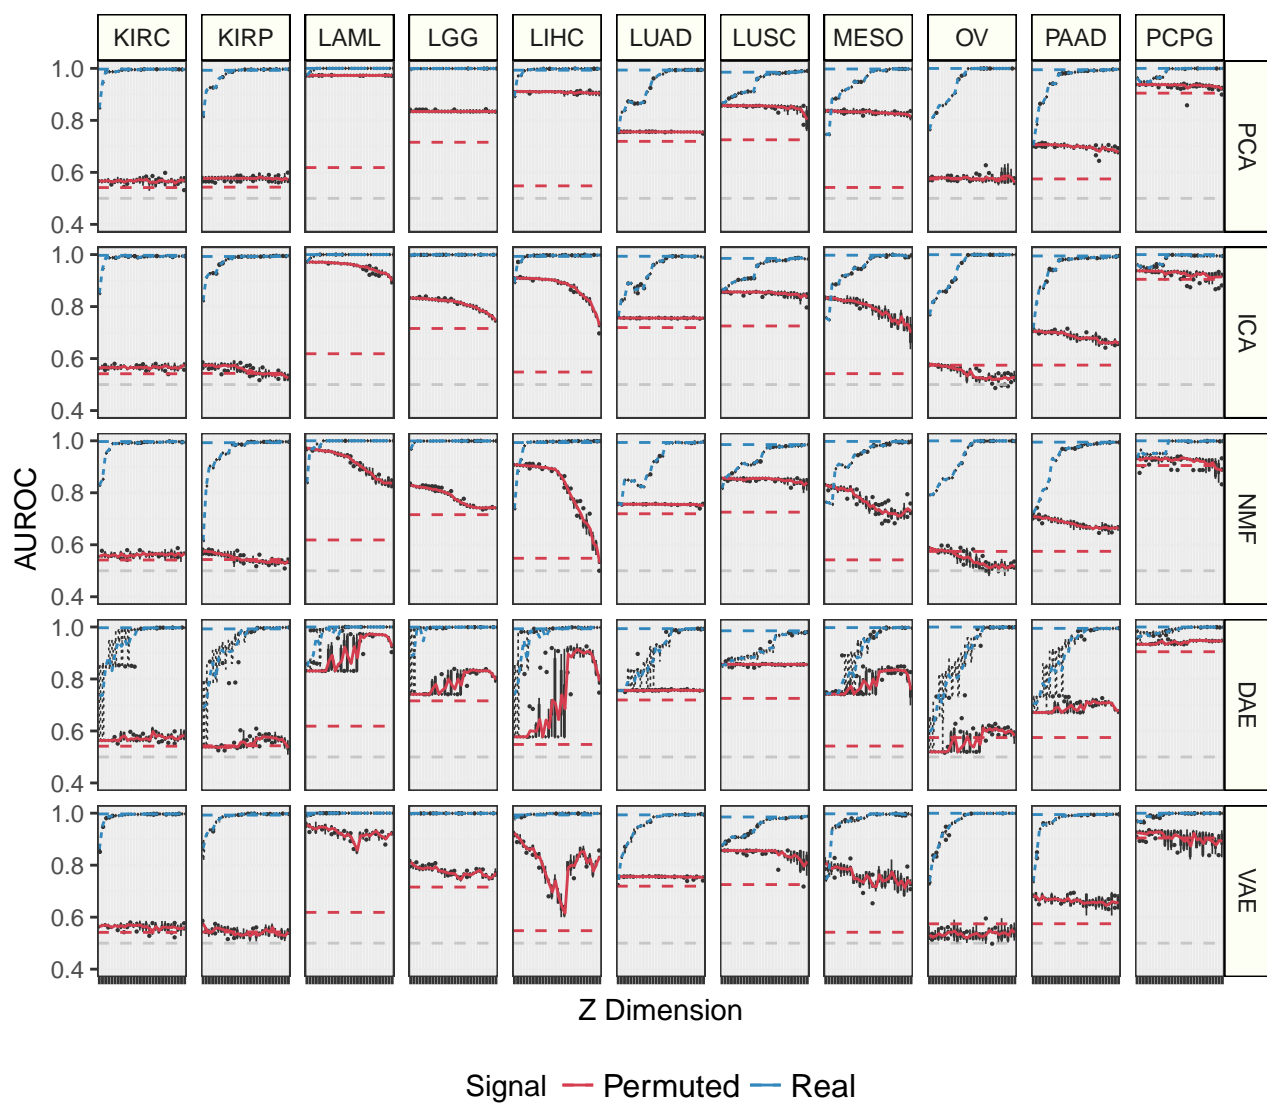 KIRC KIRP LAML LGG LIHC LUAD LUSC MESO OV PAAD PCPG
1.0
0.8
0.6
0.4
PCA
1.0
0.8
0.6
0.4
ICA
1.0
0.8
0.6
0.4
NMF
AUROC
1.0
0.8
0.6
0.4
DAE
1.0
0.8
0.6
0.4
VAE
Z Dimension
Signal Permuted Real